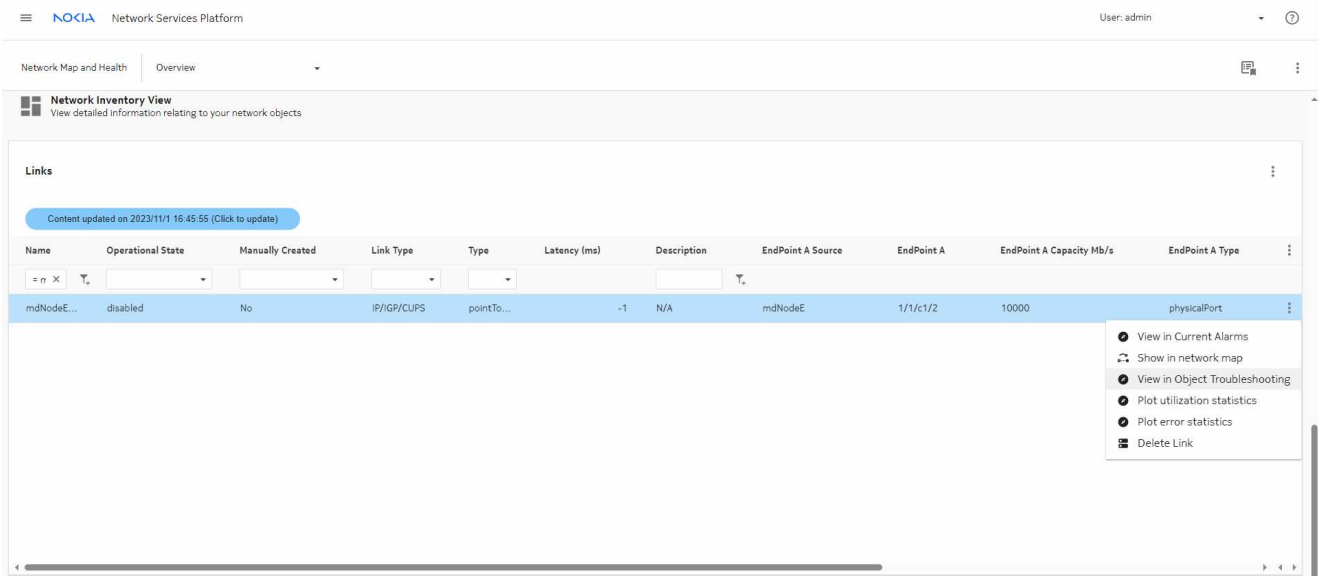 NOKIA Network Services Platform User: admin
Network Map and Health Overview
Network Inventory View
View detailed information relating to your network objects
Links
Content updated on 2023/11/1 16:45:55 (Click to update)
Name Operational State Manually Created Link Type Type Latency (ms) Description EndPoint A Source EndPoint A EndPoint A Capacity Mb/s EndPoint A Type
mdNodeE... disabled No IP/IGP/CUPS pointTo... -1 N/A mdNodeE 1/1/c1/2 10000 physicalPort
View in Current Alarms
Show in network map
View in Object Troubleshooting
Plot utilization statistics
Plot error statistics
Delete Link